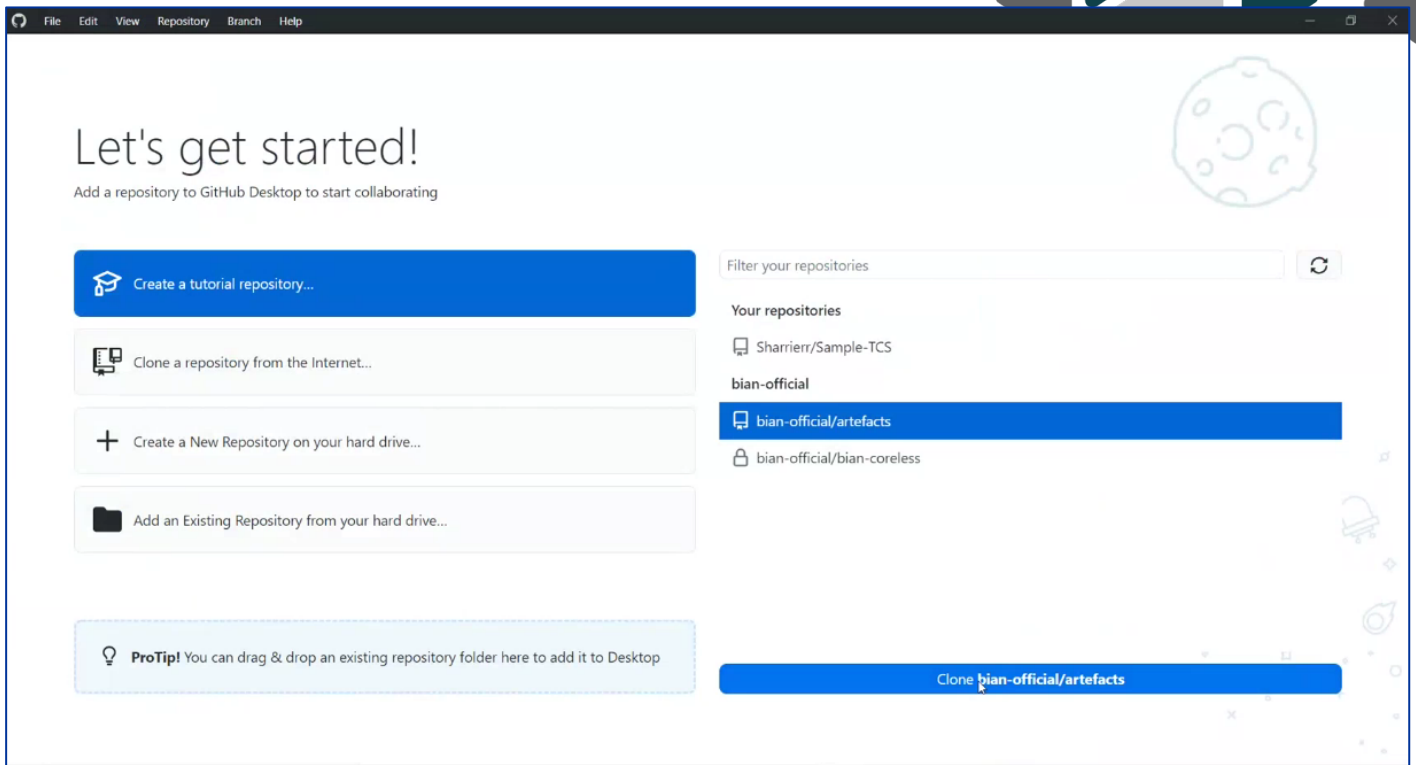 File Edit View Repository Branch Help
Let's get started!
Add a repository to GitHub Desktop to start collaborating
Create a tutorial repository...
Clone a repository from the Internet...
Create a New Repository on your hard drive...
Add an Existing Repository from your hard drive...
ProTip! You can drag & drop an existing repository folder here to add it to Desktop
Filter your repositories
Your repositories
Sharrierr/Sample-TCS
bian-official
bian-official/artefacts
bian-official/bian-coreless
Clone bian-official/artefacts